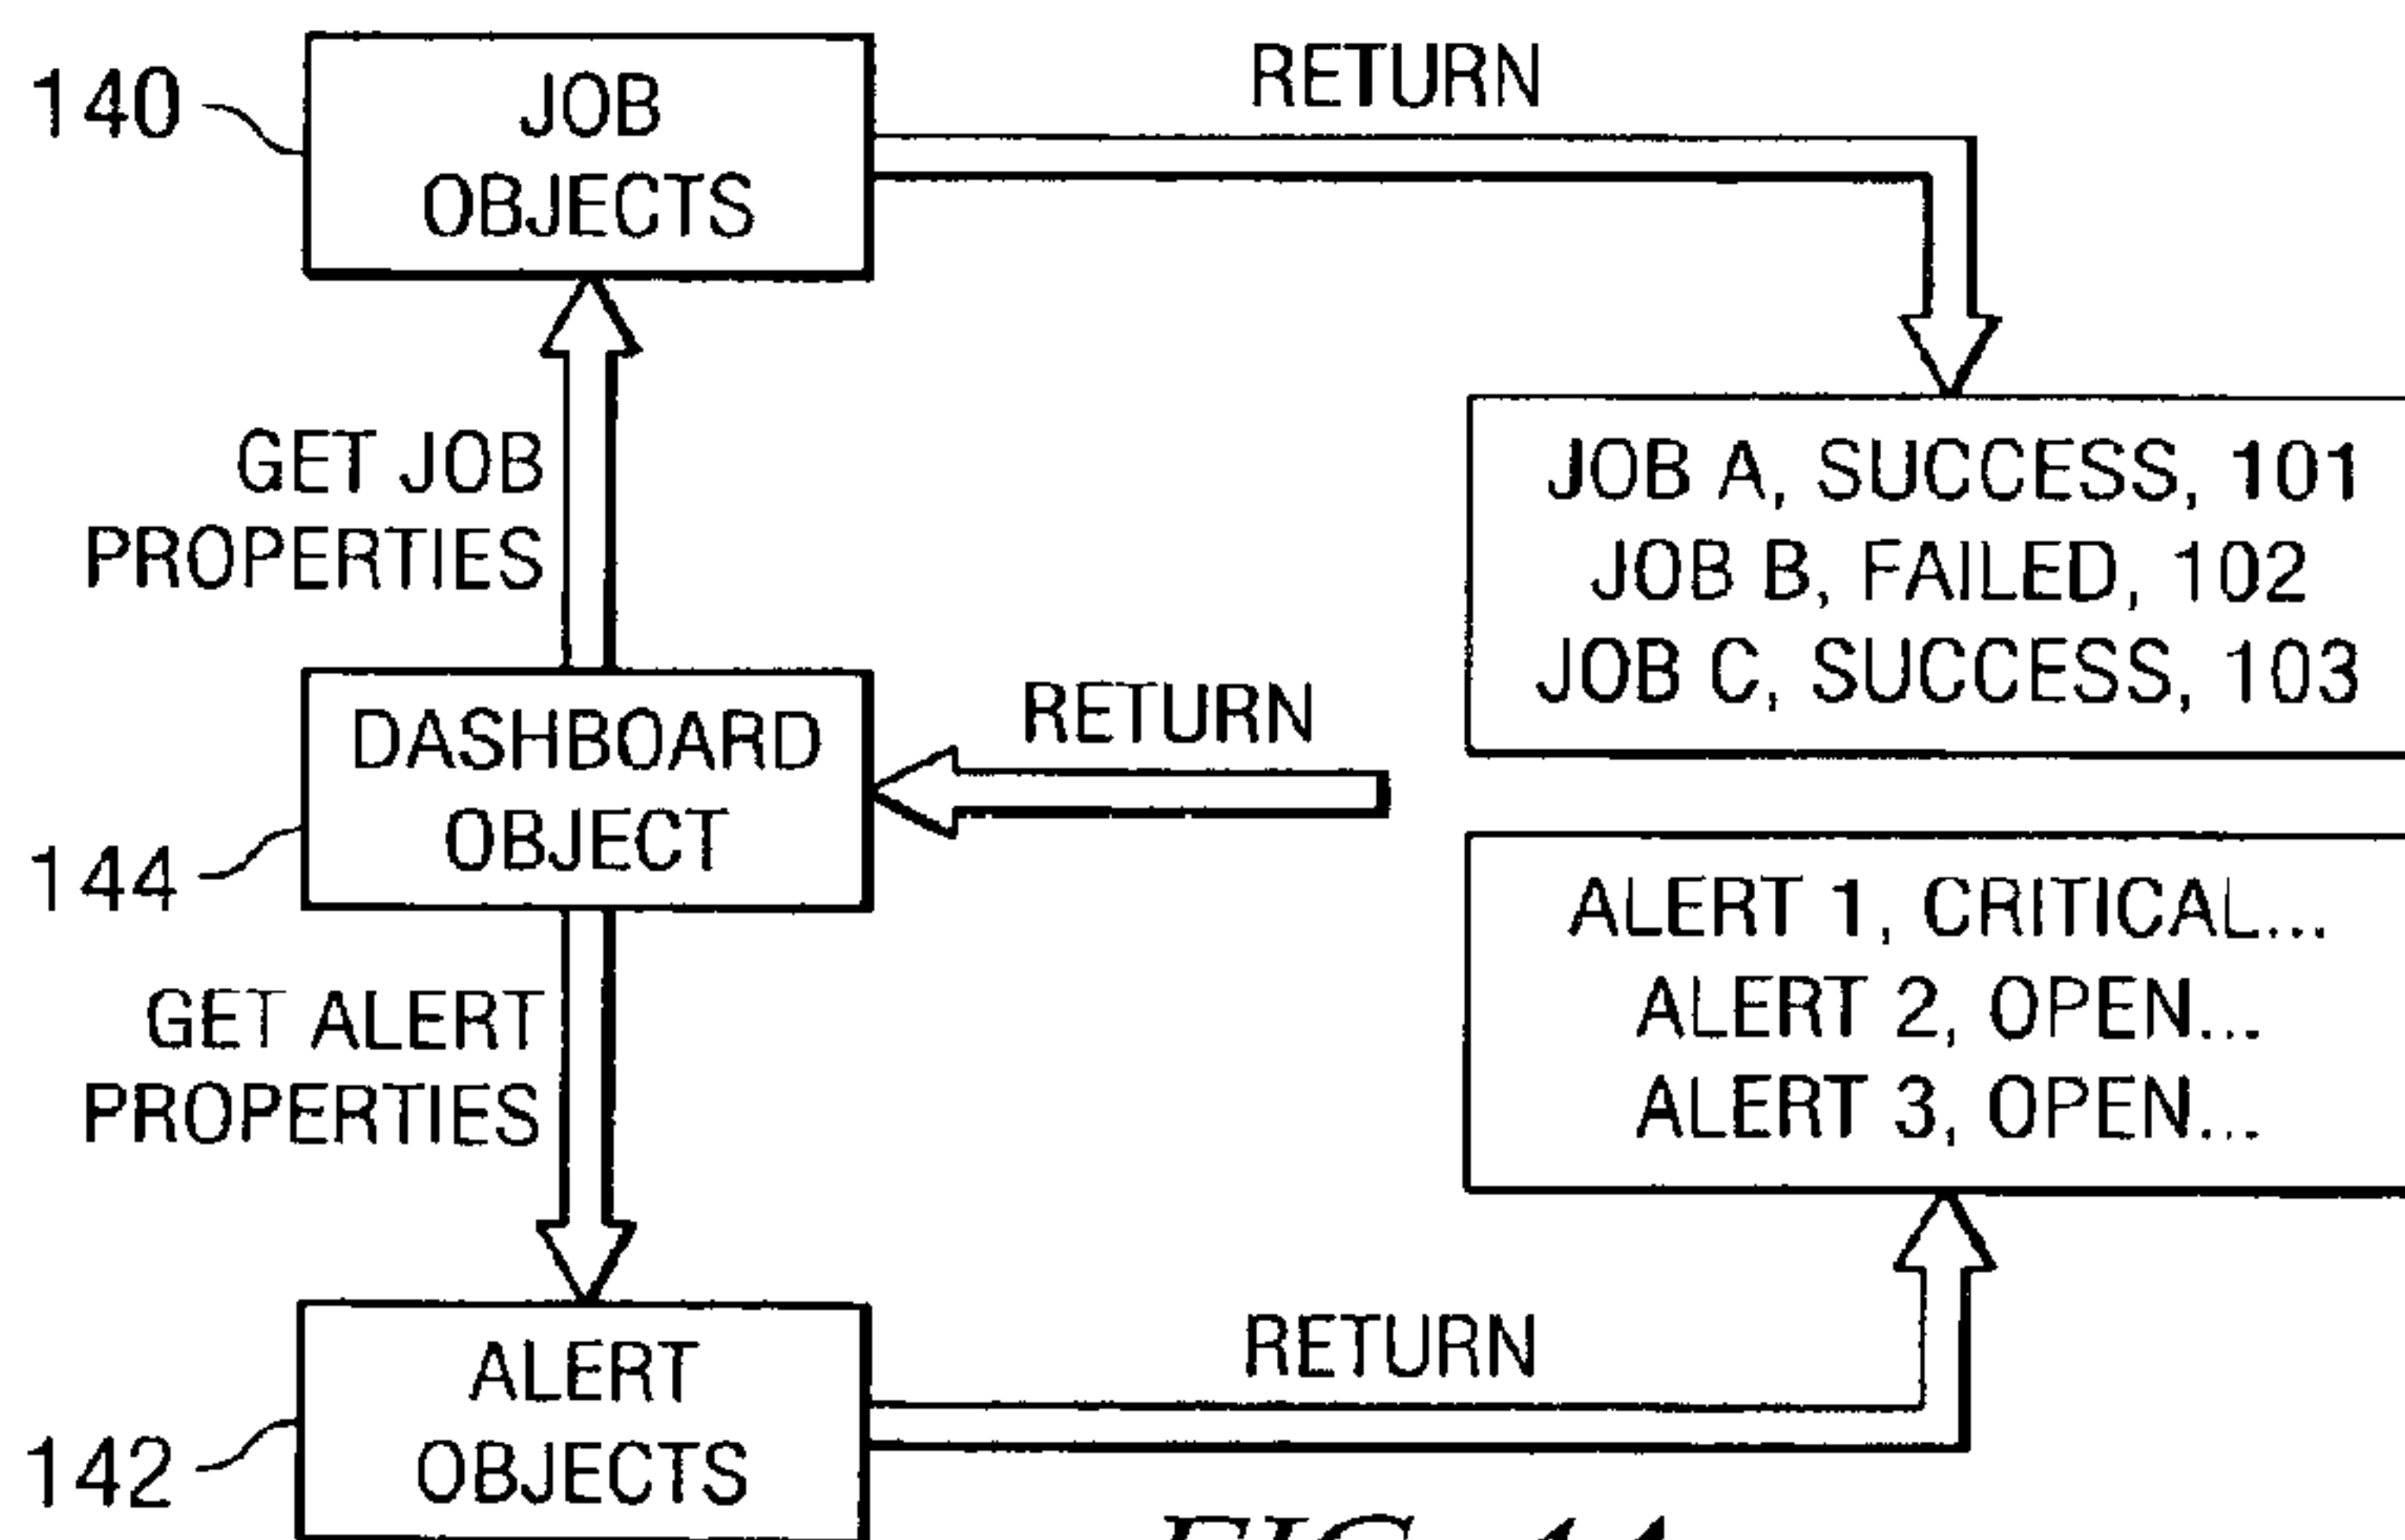 140
JOB
OBJECTS
RETURN
GET JOB
PROPERTIES
JOB A, SUCCESS, 101
JOB B, FAILED, 102
JOB C, SUCCESS, 103
144
DASHBOARD
OBJECT
RETURN
GET ALERT
PROPERTIES
ALERT 1, CRITICAL...
ALERT 2, OPEN...
ALERT 3, OPEN...
142
ALERT
OBJECTS
RETURN